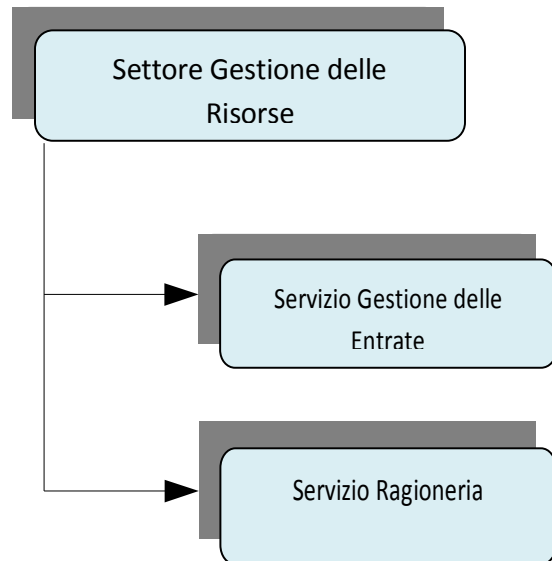 Settore Gestione delle
Risorse
Servizio Gestione delle
Entrate
Servizio Ragioneria